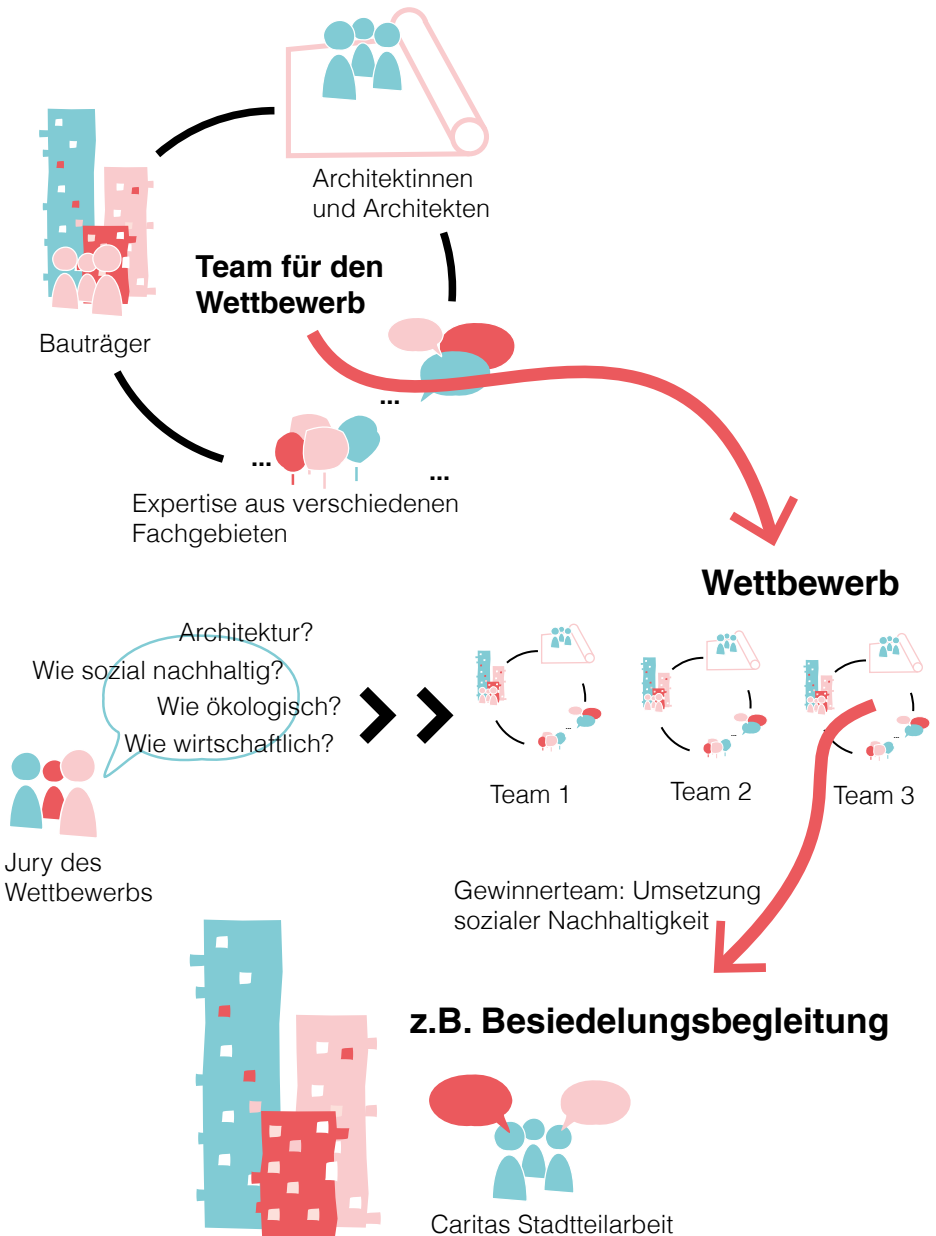 Architektinnen
und Architekten
Team für den
Wettbewerb
Bauträger
...
...
...
Expertise aus verschiedenen
Fachgebieten
Wettbewerb
Architektur?
Wie sozial nachhaltig?
Wie ökologisch?
Wie wirtschaftlich?
Jury des
Wettbewerbs
...
Team 1
...
Team 2
...
Team 3
Gewinnerteam: Umsetzung
sozialer Nachhaltigkeit
z.B. Besiedelungsbegleitung
Caritas Stadtteilarbeit